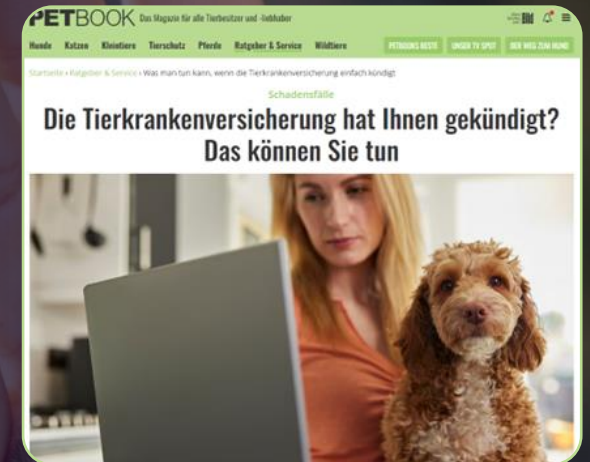 PETBOOK Das Magazin für alle Tierbesitzer und -liebhaber
Hunde Katzen Kleintiere Tierschutz Pferde Ratgeber & Service Wildtiere PETBOOKS BESTE UNSER TV SPOT DER WEG ZUM HUND
Startseite › Ratgeber & Service › Was man tun kann, wenn die Tierkrankenversicherung einfach kündigt
Schadensfälle
Die Tierkrankenversicherung hat Ihnen gekündigt?
Das können Sie tun